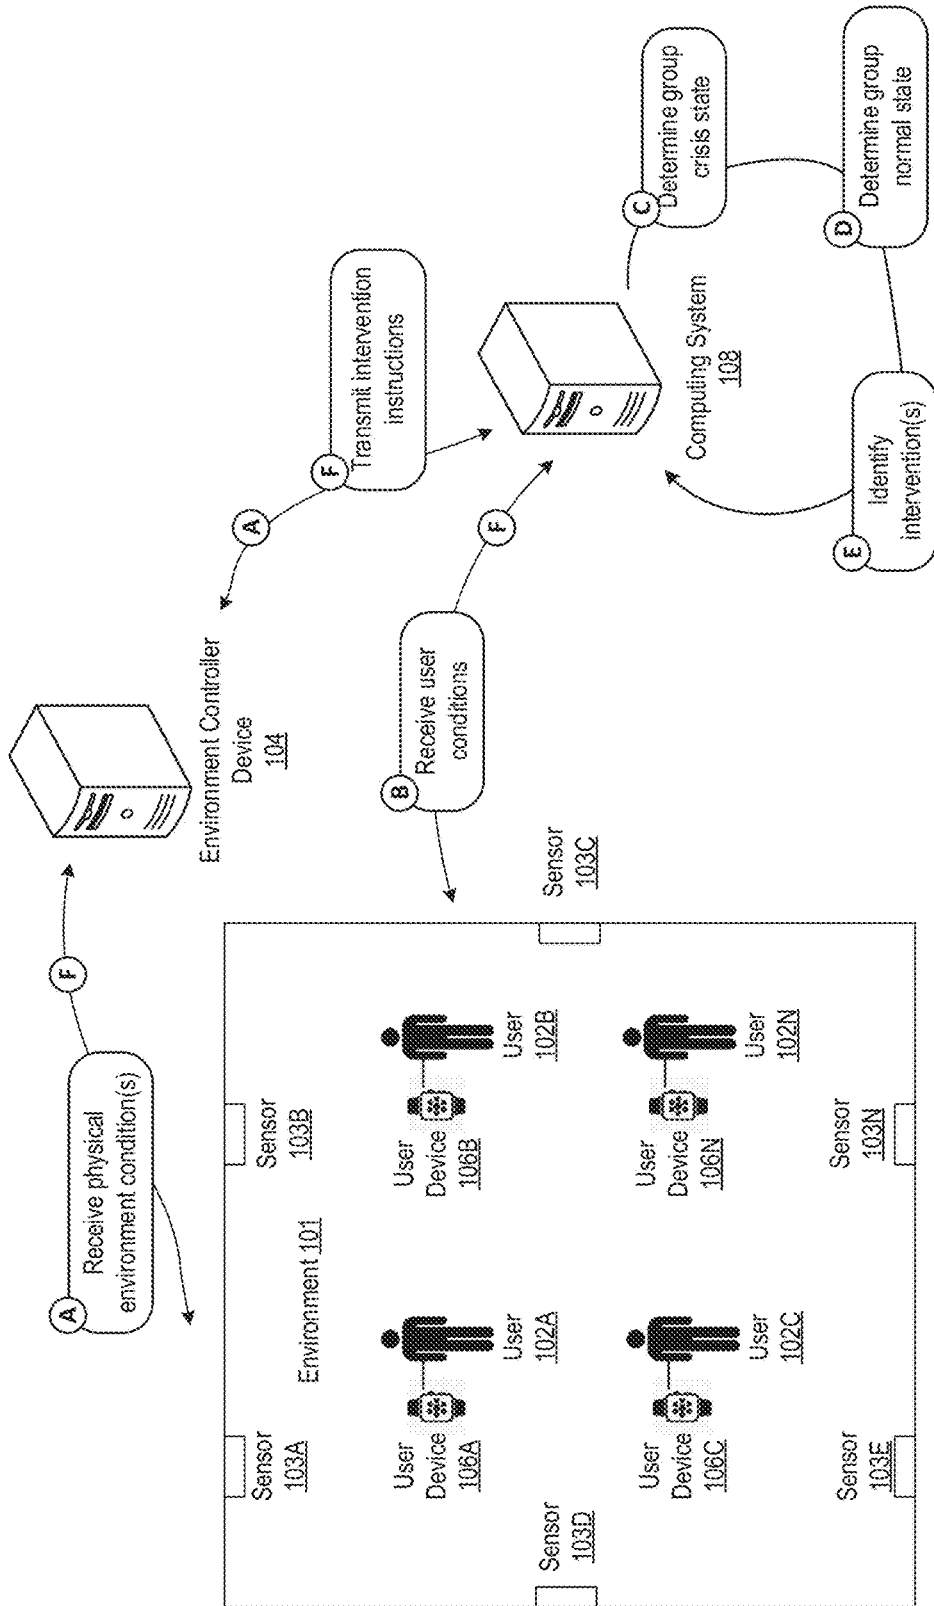 A
Receive physical
environment condition(s)
F
Environment Controller
Device
104
A
F
Transmit intervention
instructions
B
Receive user
conditions
F
Computing System
108
C
Determine group
crisis state
D
Determine group
normal state
E
Identify
intervention(s)
Sensor
103A
Environment 101
Sensor
103B
Sensor
103C
User
Device
106A
User
102A
User
Device
106B
User
102B
User
Device
106C
User
102C
User
Device
106N
User
102N
Sensor
103D
Sensor
103E
Sensor
103N